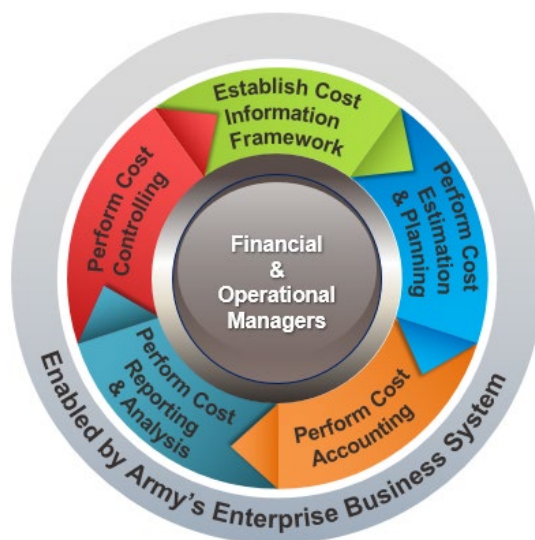 Establish Cost
Information
Framework
Perform Cost
Estimation
& Planning
Perform Cost
Accounting
Perform Cost
Reporting
& Analysis
Perform Cost
Controlling
Financial
&
Operational
Managers
Enabled by Army's Enterprise Business System